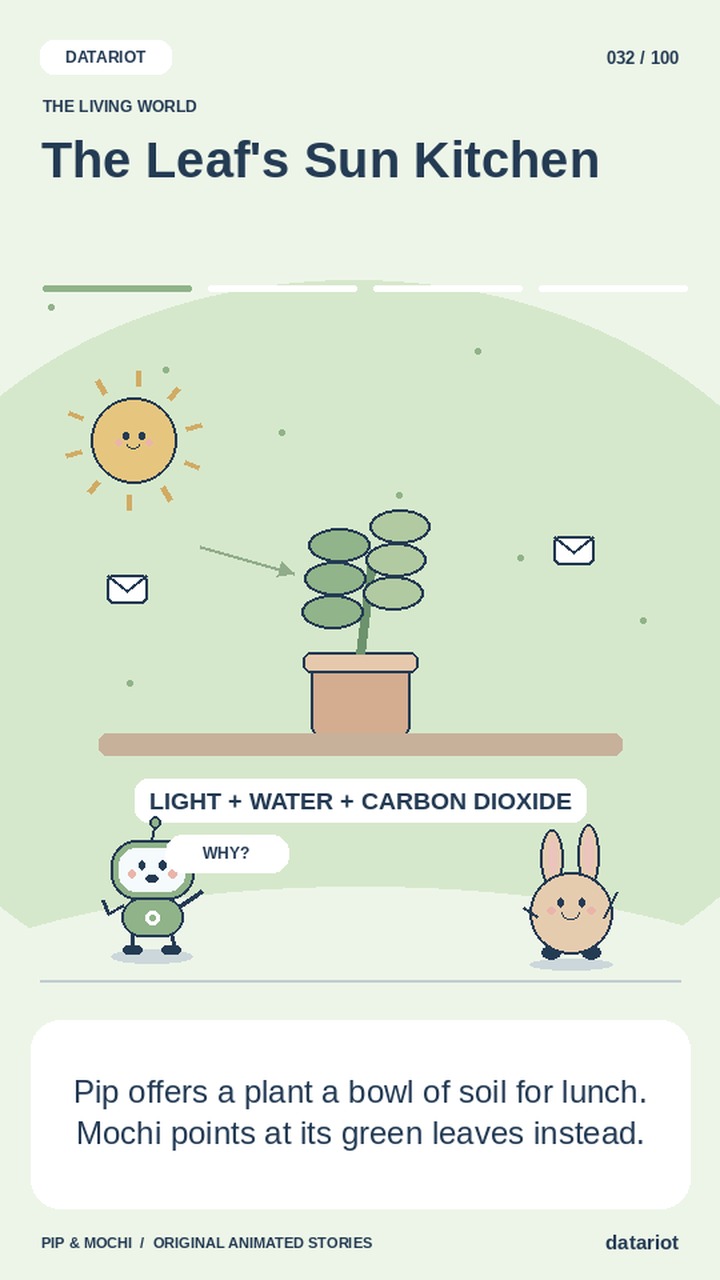 DATARIOT
032 / 100
THE LIVING WORLD
The Leaf's Sun Kitchen
LIGHT + WATER + CARBON DIOXIDE
WHY?
Pip offers a plant a bowl of soil for lunch.
Mochi points at its green leaves instead.
PIP & MOCHI / ORIGINAL ANIMATED STORIES
datariot